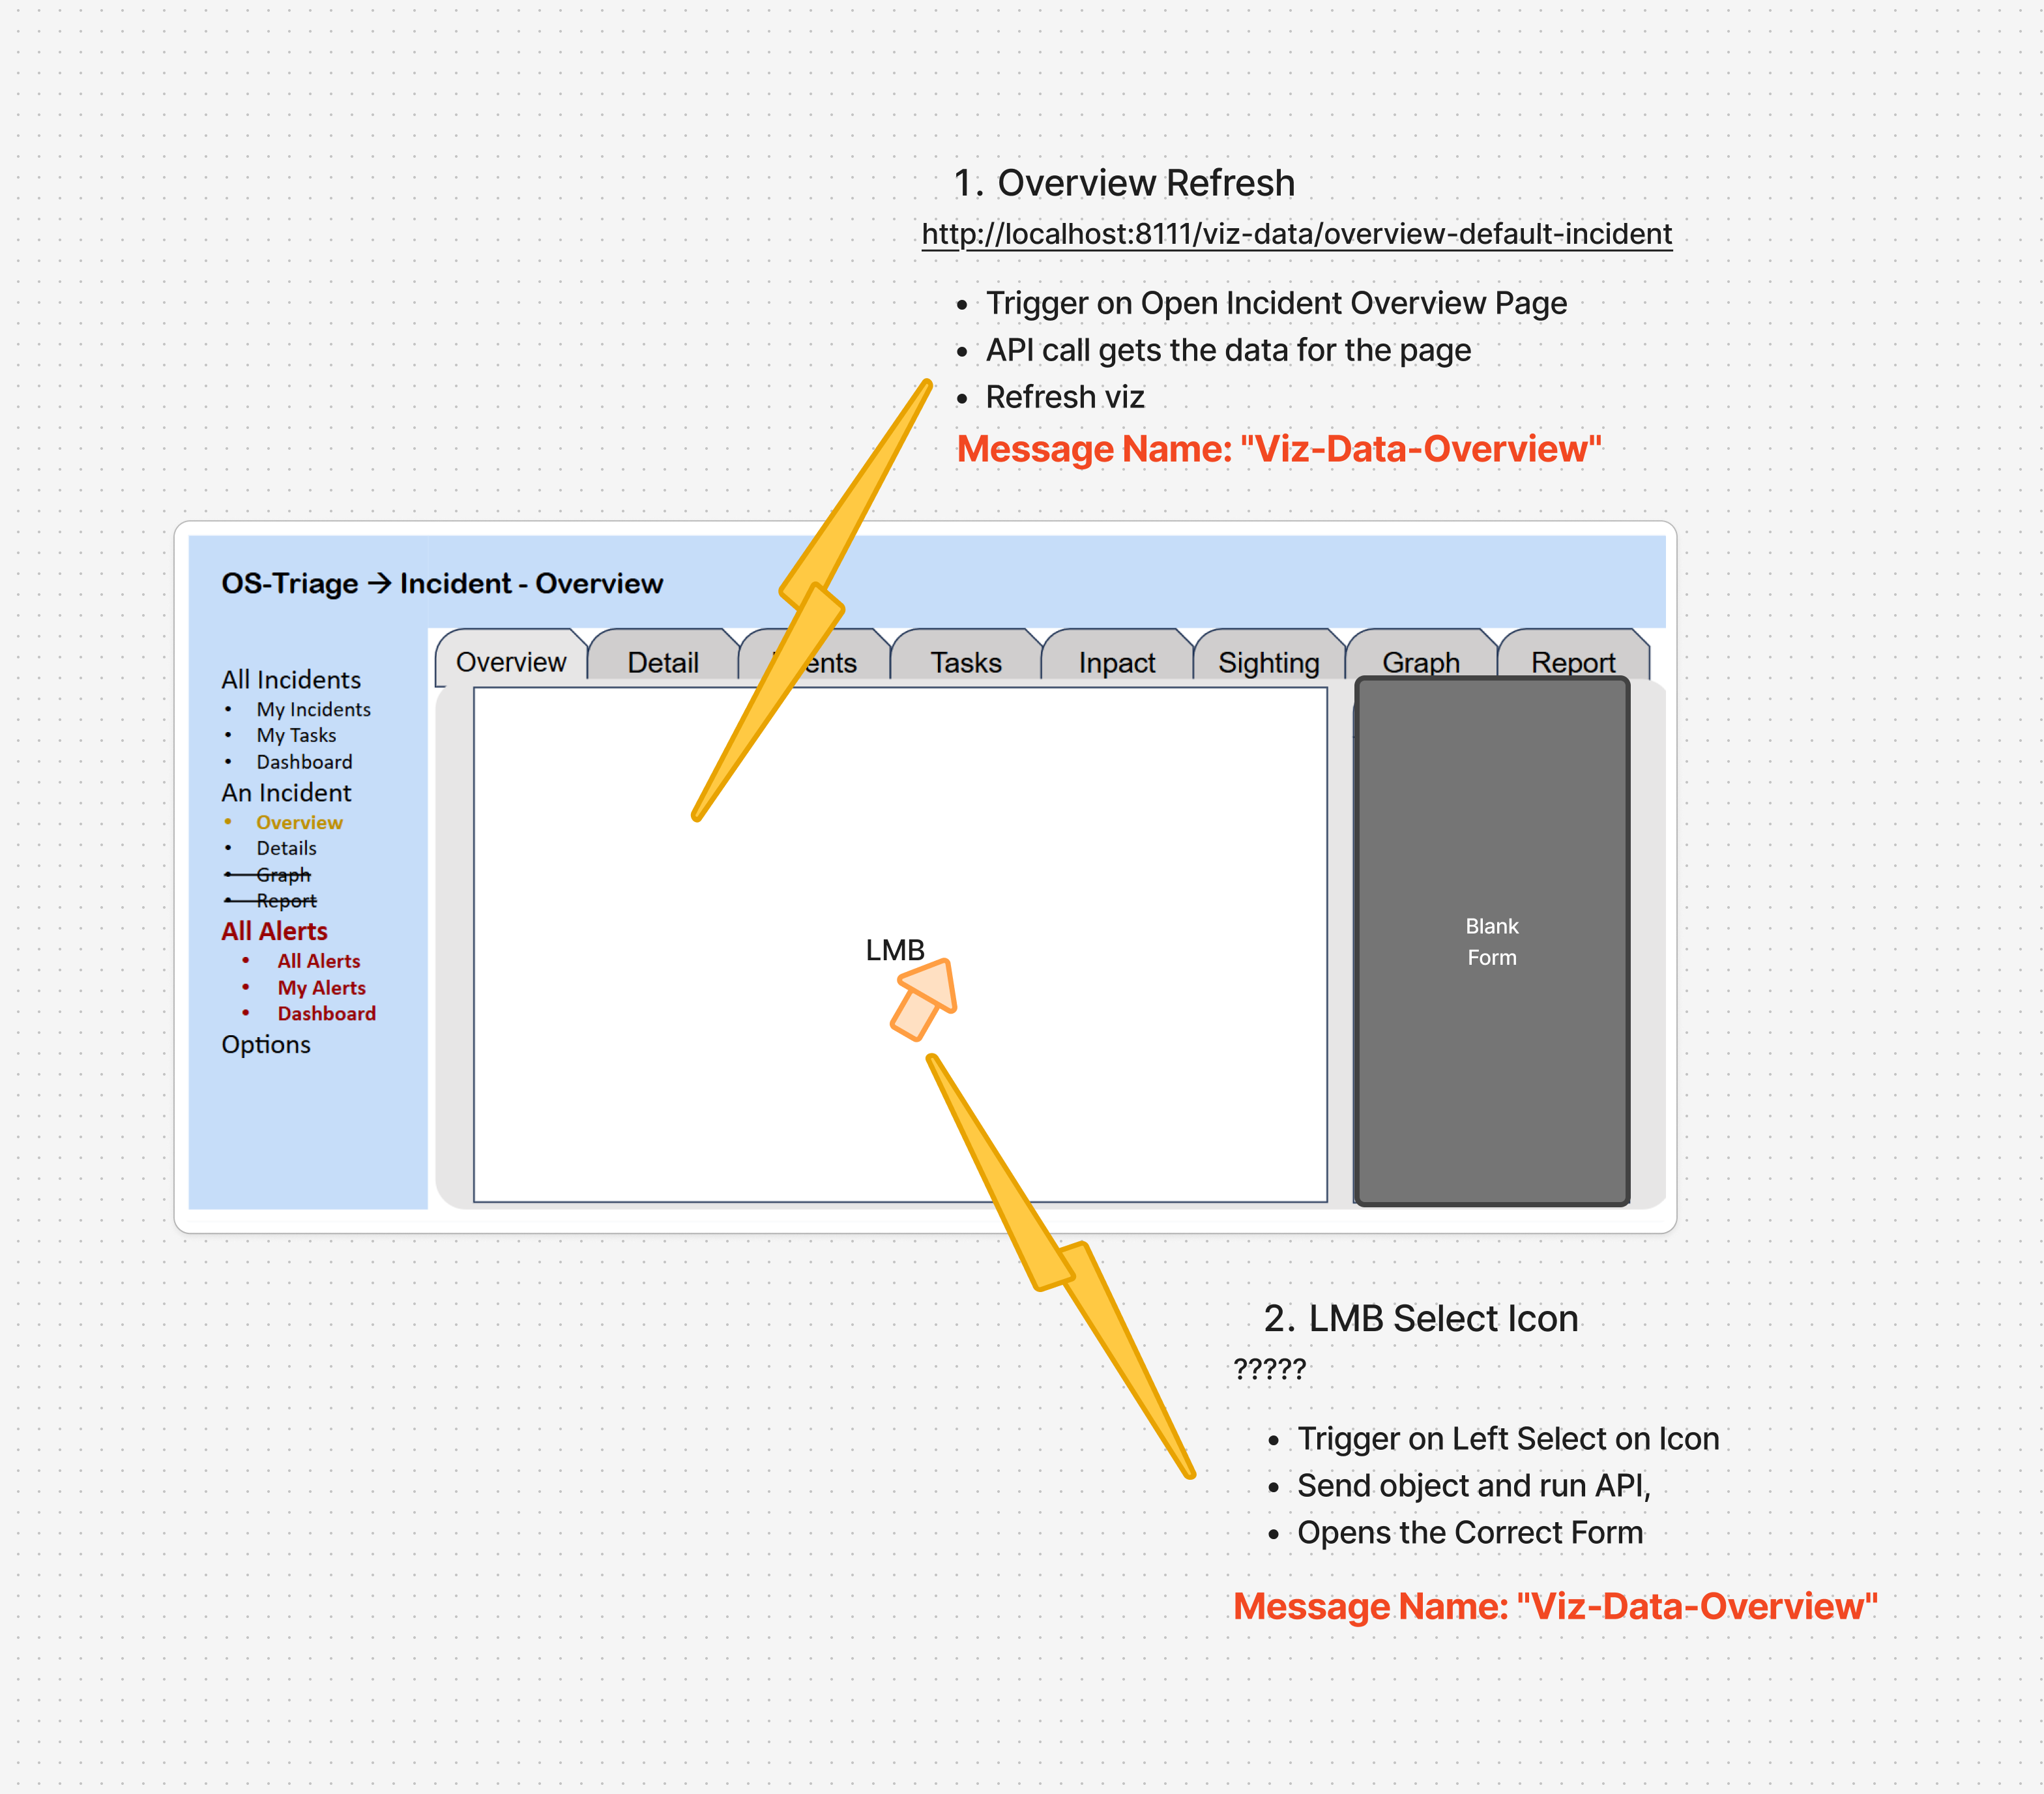 1. Overview Refresh
http://localhost:8111/viz-data/overview-default-incident
• Trigger on Open Incident Overview Page
• API call gets the data for the page
• Refresh viz
Message Name: "Viz-Data-Overview"
OS-Triage → Incident - Overview
Overview Detail Tasks Inpact Sighting Graph Report
All Incidents
• My Incidents
• My Tasks
• Dashboard
An Incident
• Overview
• Details
• Graph
• Report
All Alerts
• All Alerts
• My Alerts
• Dashboard
Options
LMB
Blank
Form
2. LMB Select Icon
?????
• Trigger on Left Select on Icon
• Send object and run API,
• Opens the Correct Form
Message Name: "Viz-Data-Overview"